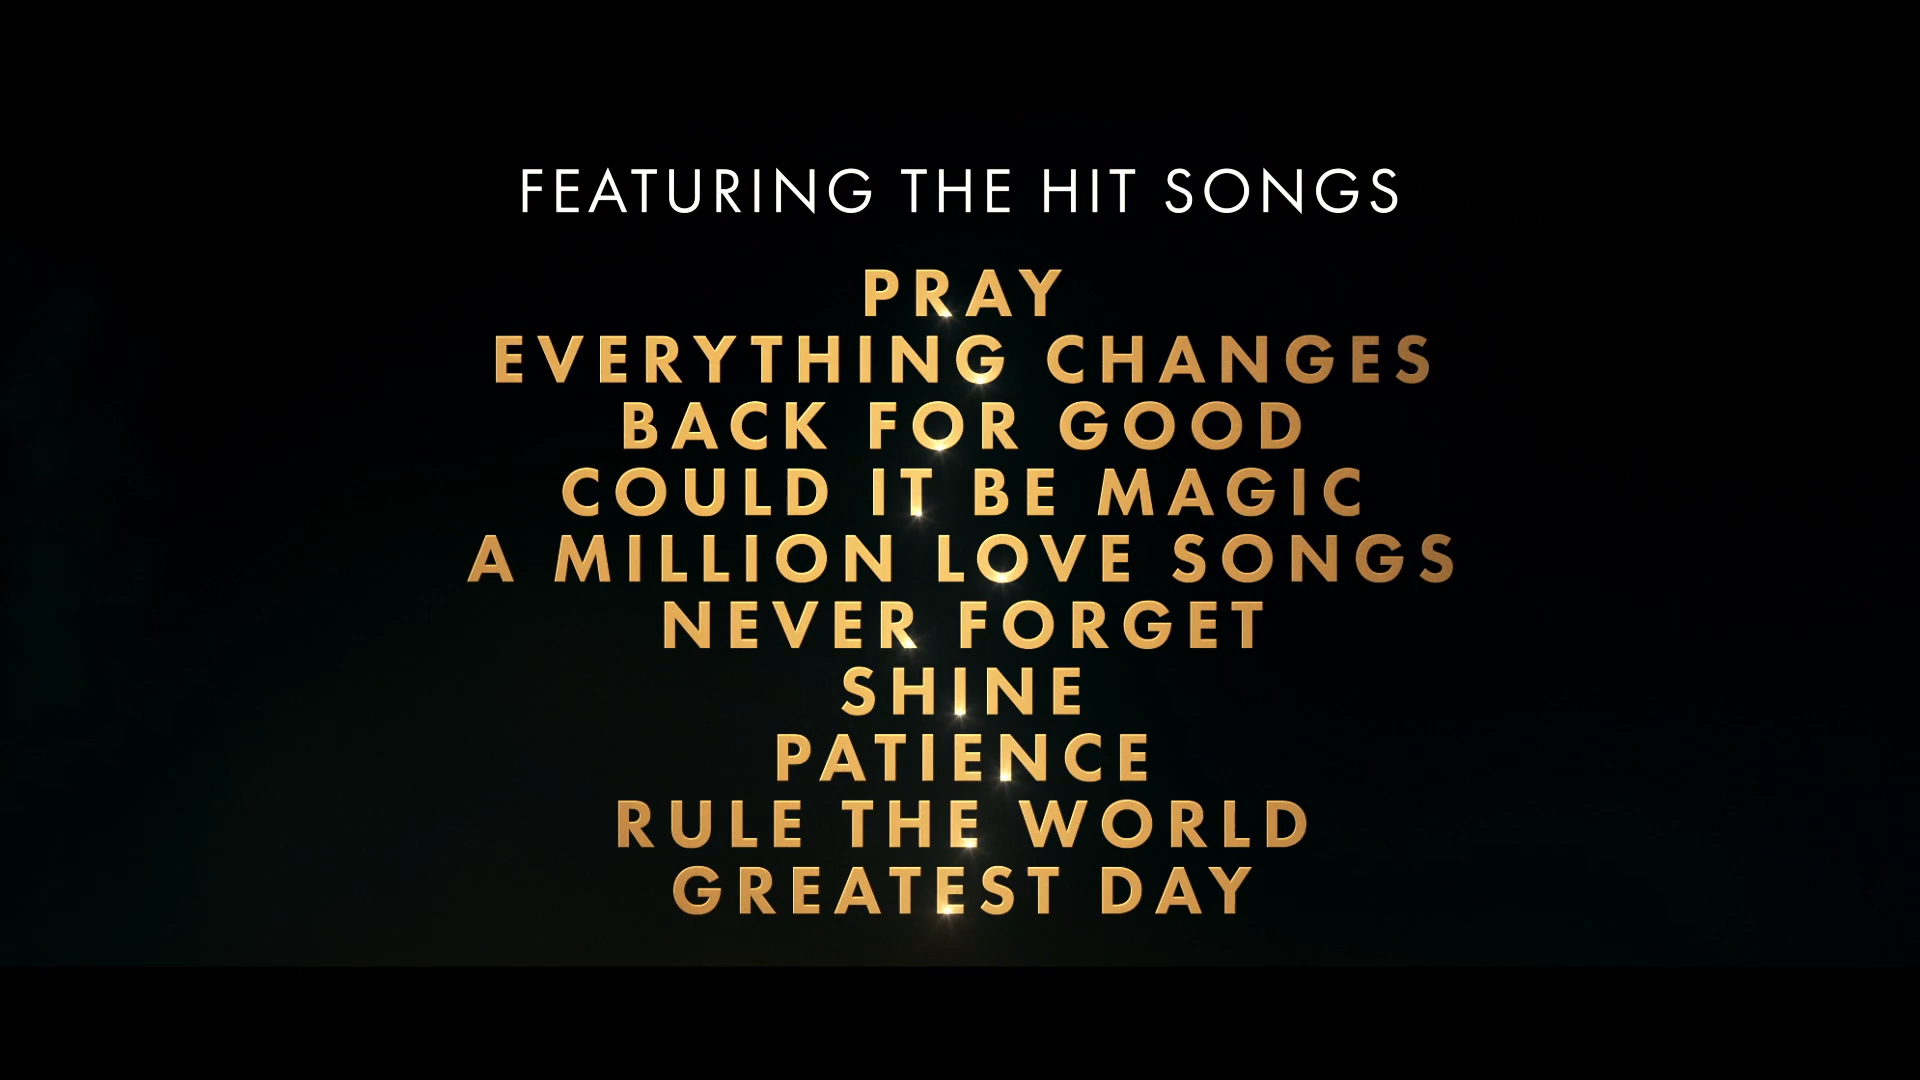 FEATURING THE HIT SONGS
PRAY
EVERYTHING CHANGES
BACK FOR GOOD
COULD IT BE MAGIC
A MILLION LOVE SONGS
NEVER FORGET
SHINE
PATIENCE
RULE THE WORLD
GREATEST DAY